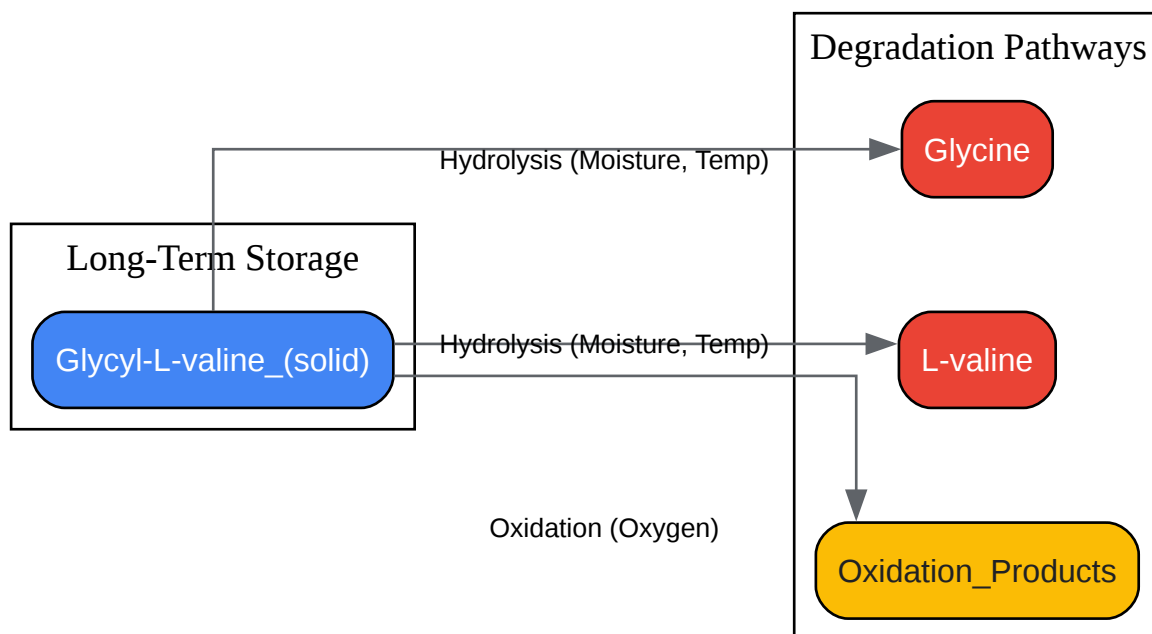 Degradation Pathways
Glycine
Hydrolysis (Moisture, Temp)
Long-Term Storage
Glycyl-L-valine_(solid)
Hydrolysis (Moisture, Temp)
L-valine
Oxidation (Oxygen)
Oxidation_Products